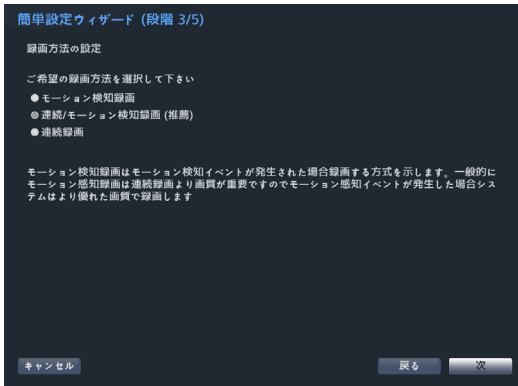 簡単設定ウィザード (段階 3/5)
録画方法の設定
ご希望の録画方法を選択して下さい
モーション検知録画
連続/モーション検知録画 (推薦)
連続録画
モーション検知録画はモーション検知イベントが発生された場合録画する方式を示します。一般的に
モーション感知録画は連続録画より画質が重要ですのでモーション感知イベントが発生した場合シス
テムはより優れた画質で録画します
キャンセル
戻る
次